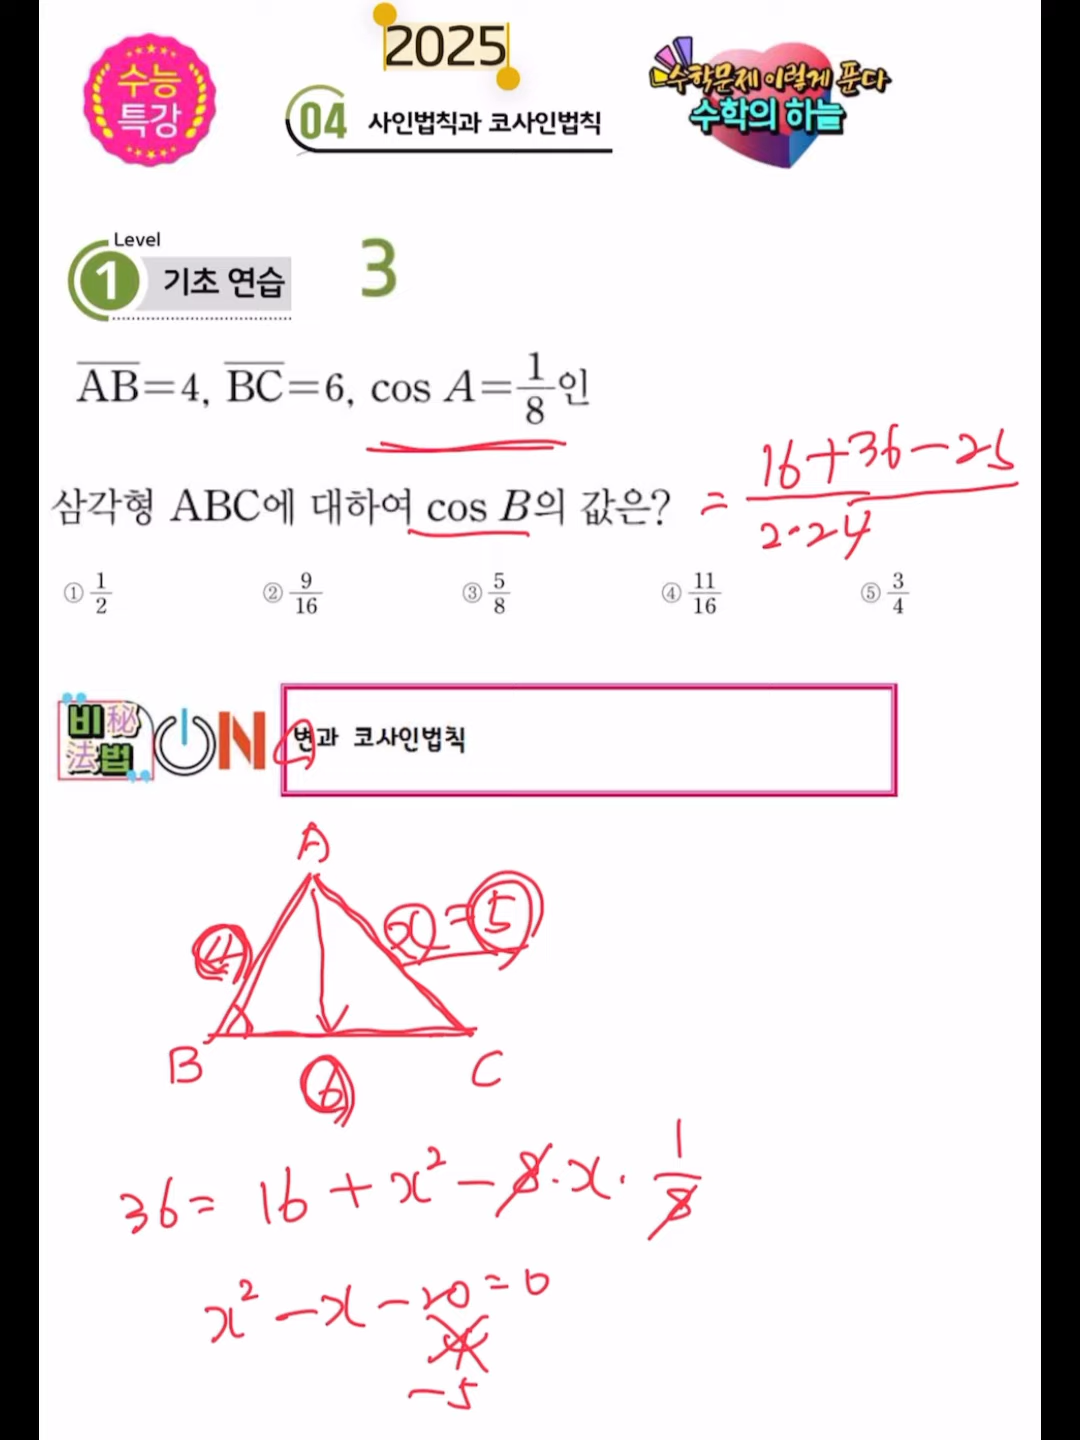 수능
특강
2025
04 사인법칙과 코사인법칙
수학문제 이렇게 푼다
수학의 하늘
Level
1 기초 연습 3
AB=4, BC=6, cos A=1/8인
삼각형 ABC에 대하여 cos B의 값은?
= (16+36-25)/(2·24)
① 1/2 ② 9/16 ③ 5/8 ④ 11/16 ⑤ 3/4
비秘
法법
ON
변과 코사인법칙
A
4
x = 5
B
6
C
36 = 16 + x² - 8·x·1/8
x² - x - 20 = 0
4
-5